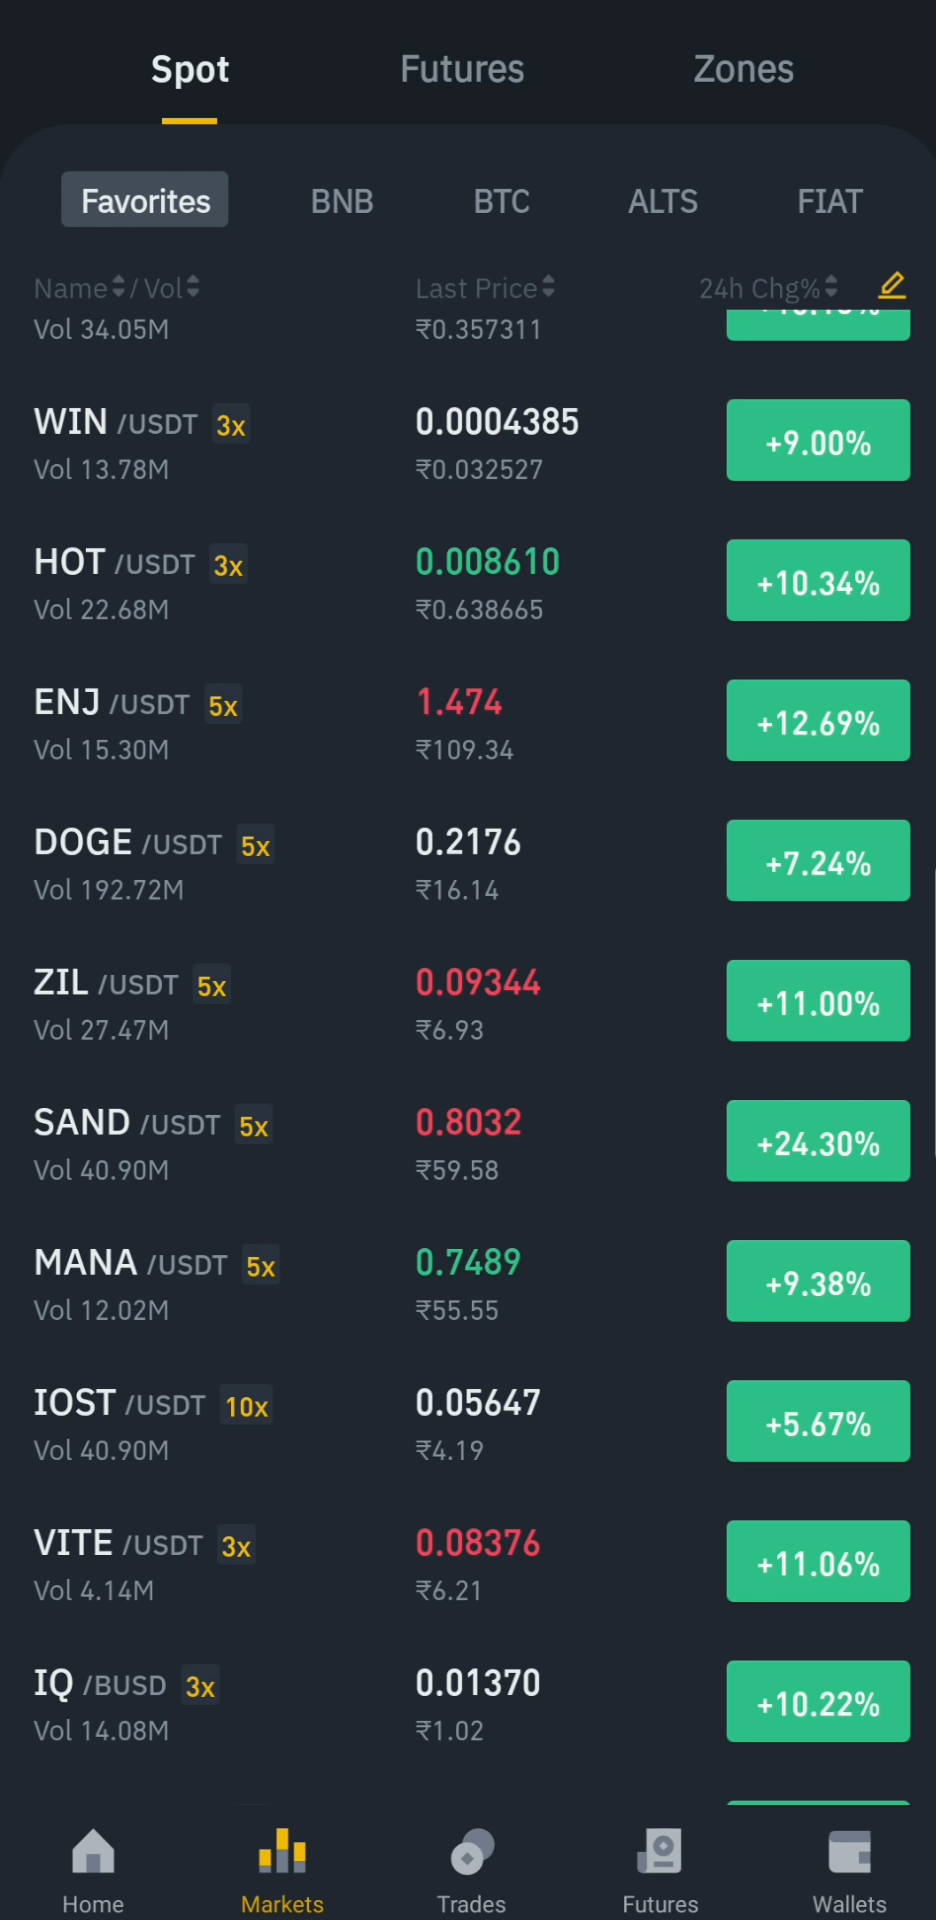 Spot Futures Zones
Favorites BNB BTC ALTS FIAT
Name / Vol Last Price 24h Chg%
Vol 34.05M ₹0.357311
WIN /USDT 3x 0.0004385 +9.00%
Vol 13.78M ₹0.032527
HOT /USDT 3x 0.008610 +10.34%
Vol 22.68M ₹0.638665
ENJ /USDT 5x 1.474 +12.69%
Vol 15.30M ₹109.34
DOGE /USDT 5x 0.2176 +7.24%
Vol 192.72M ₹16.14
ZIL /USDT 5x 0.09344 +11.00%
Vol 27.47M ₹6.93
SAND /USDT 5x 0.8032 +24.30%
Vol 40.90M ₹59.58
MANA /USDT 5x 0.7489 +9.38%
Vol 12.02M ₹55.55
IOST /USDT 10x 0.05647 +5.67%
Vol 40.90M ₹4.19
VITE /USDT 3x 0.08376 +11.06%
Vol 4.14M ₹6.21
IQ /BUSD 3x 0.01370 +10.22%
Vol 14.08M ₹1.02
Home Markets Trades Futures Wallets